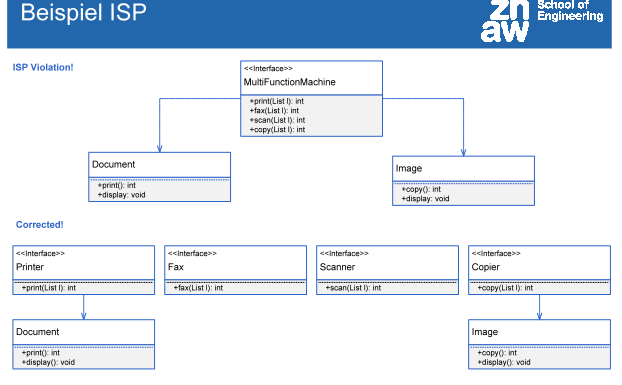 Beispiel ISP
zh
aw
School of
Engineering
ISP Violation!
<<Interface>>
MultiFunctionMachine
+print(List l): int
+fax(List l): int
+scan(List l): int
+copy(List l): int
Document
+print(): int
+display: void
Image
+copy(): int
+display: void
Corrected!
<<Interface>>
Printer
+print(List l): int
<<Interface>>
Fax
+fax(List l): int
<<Interface>>
Scanner
+scan(List l): int
<<Interface>>
Copier
+copy(List l): int
Document
+print(): int
+display(): void
Image
+copy(): int
+display(): void